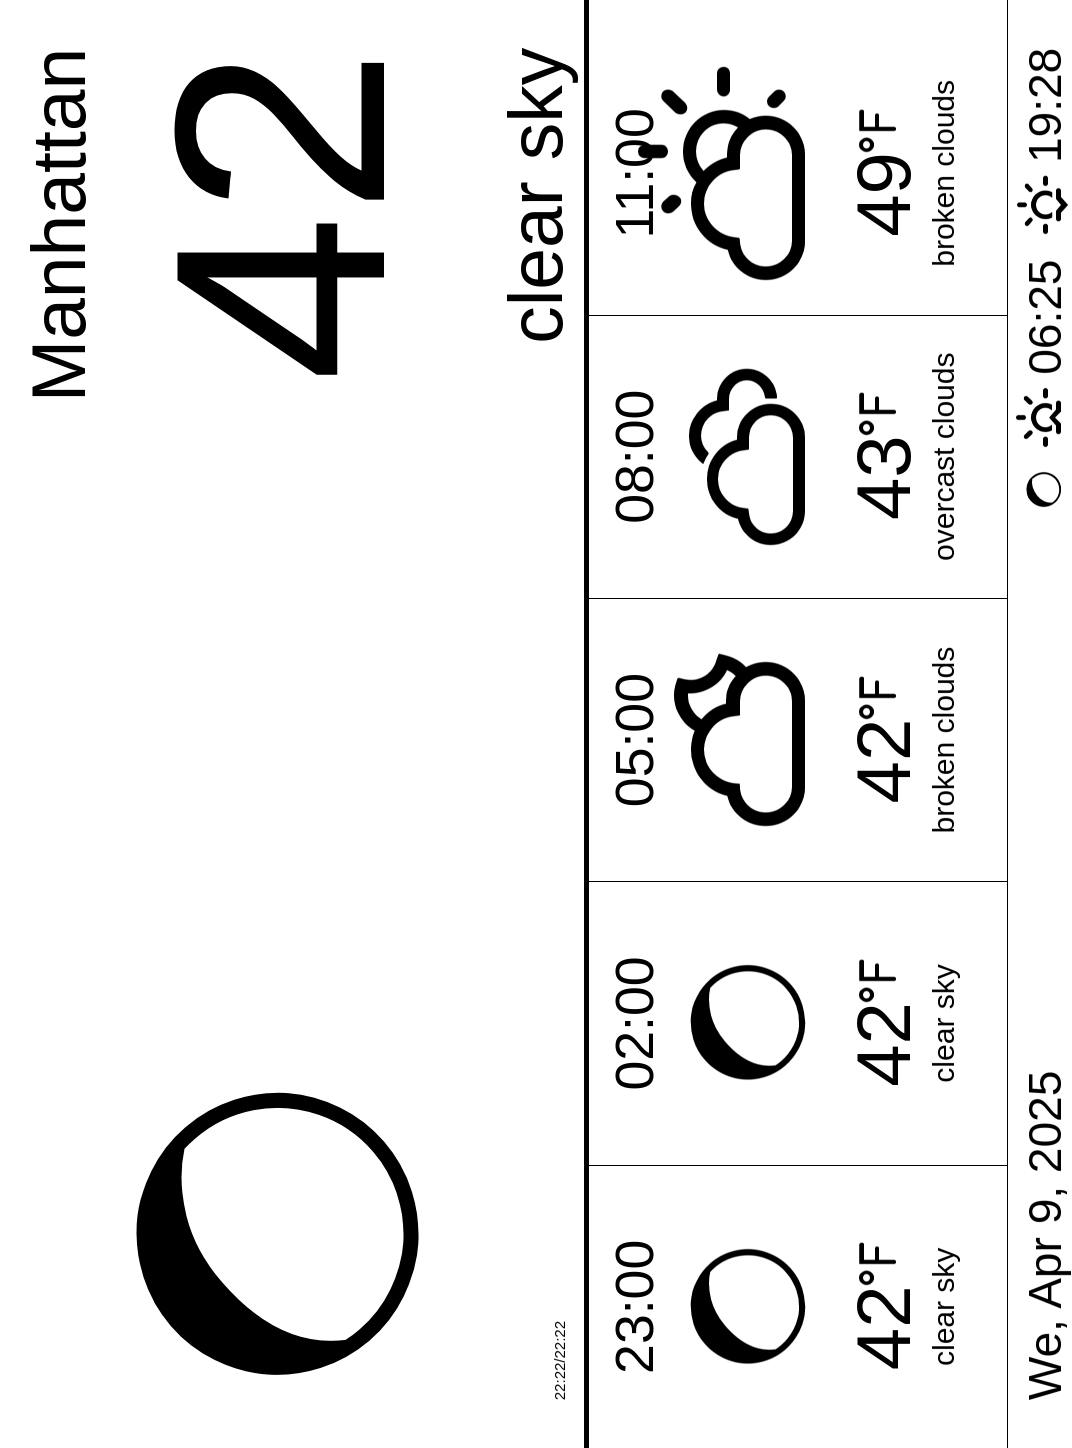 Manhattan
42
clear sky
22:22/22:22
23:00 02:00 05:00 08:00 11:00
42°F 42°F 42°F 43°F 49°F
clear sky clear sky broken clouds overcast clouds broken clouds
We, Apr 9, 2025 06:25 19:28